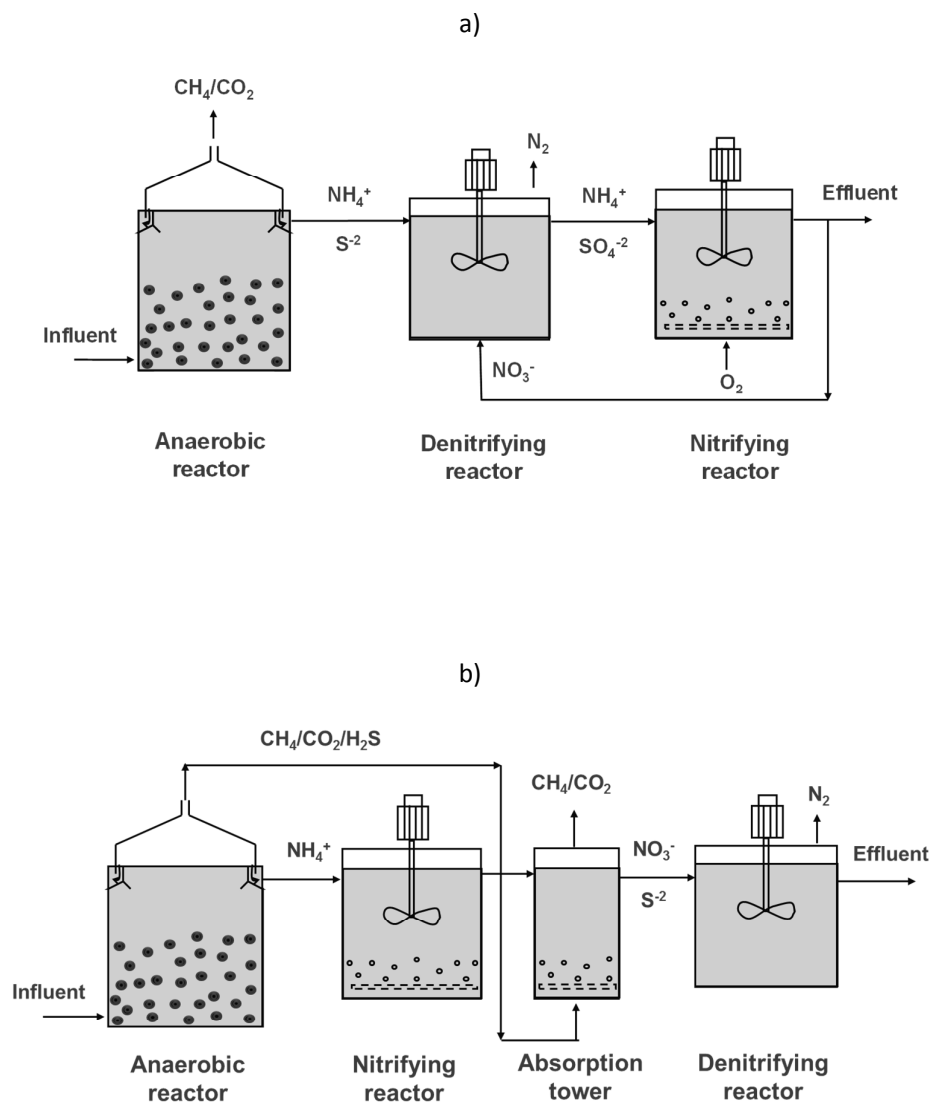 a)
CH₄/CO₂
N₂
NH₄⁺
NH₄⁺
Effluent
S⁻²
SO₄⁻²
Influent
NO₃⁻
O₂
Anaerobic
reactor
Denitrifying
reactor
Nitrifying
reactor
b)
CH₄/CO₂/H₂S
CH₄/CO₂
N₂
NH₄⁺
NO₃⁻
Effluent
S⁻²
Influent
Anaerobic
reactor
Nitrifying
reactor
Absorption
tower
Denitrifying
reactor